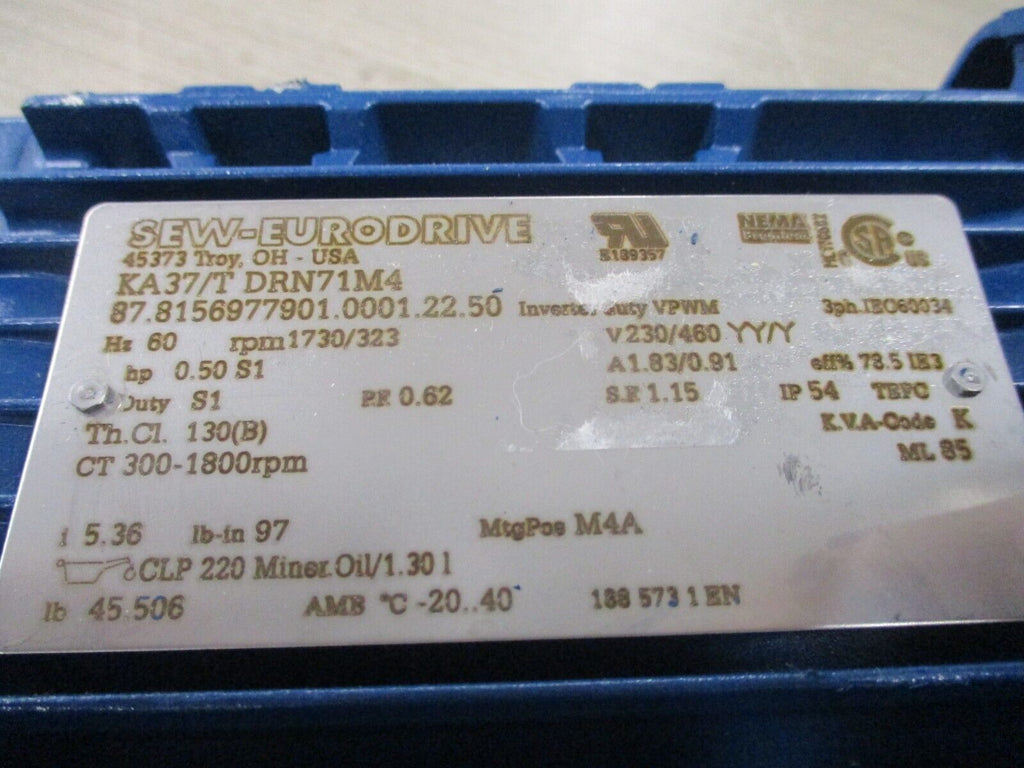 SEW-EURODRIVE
E189357
NEMA
Premium
45373 Troy, OH - USA
KA37/T DRN71M4
87.8156977901.0001.22.50 Inverter duty VPWM 3ph.IEC60034
Hz 60 rpm 1730/323 V 230/460 YY/Y
hp 0.50 S1 A 1.83/0.91 eff% 78.5 IE3
Duty S1 P.F. 0.62 S.F. 1.15 IP 54 TEFC
Th.Cl. 130(B) K.V.A-Code K
CT 300-1800rpm ML 85
i 5.36 lb-in 97 MtgPos M4A
CLP 220 Miner.Oil/1.30 l
lb 45.506 AMB °C -20..40 188 573 1 EN